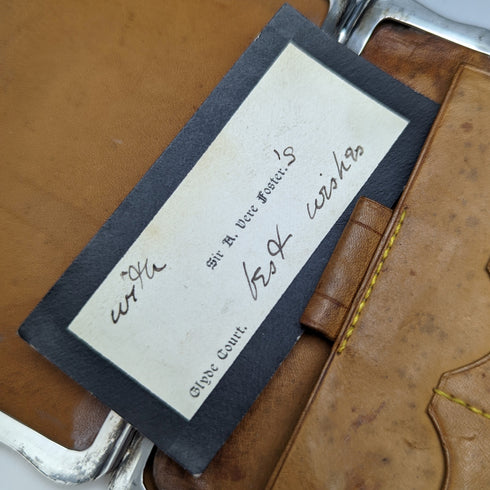 with
Sir A. Vere Foster.'s
best wishes
Glyde Court.